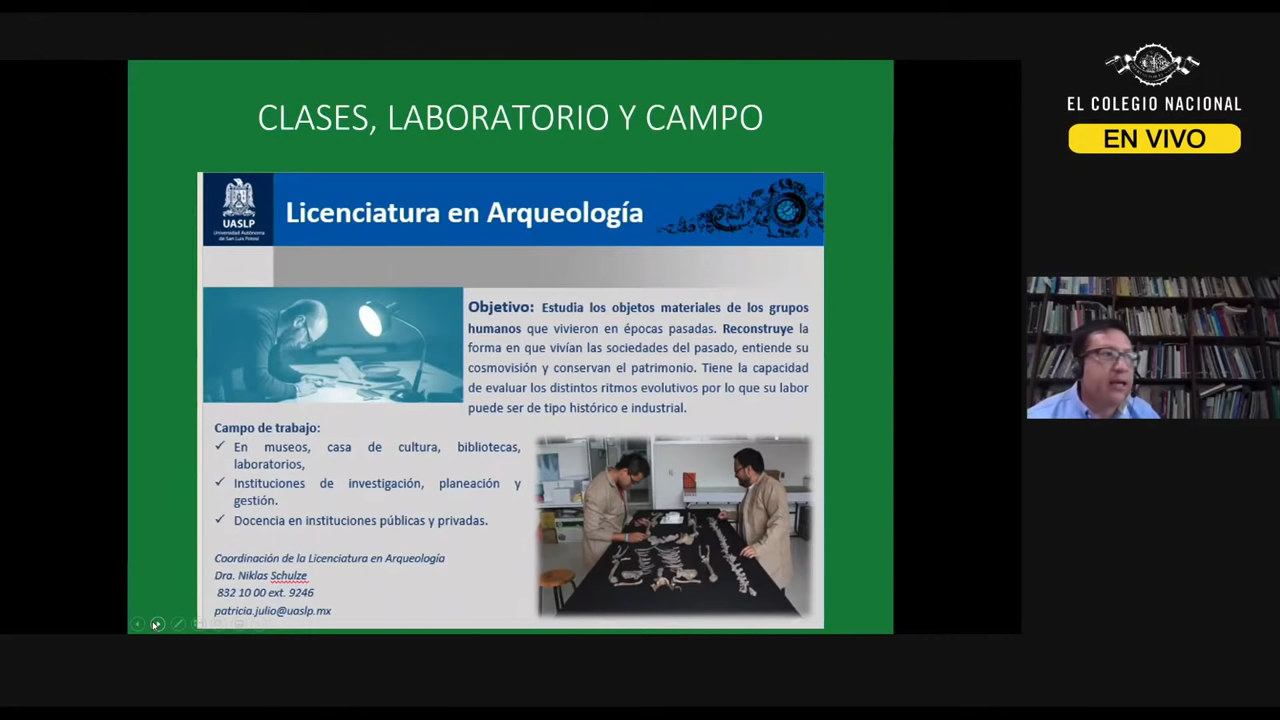 CLASES, LABORATORIO Y CAMPO
EL COLEGIO NACIONAL
EN VIVO
UASLP
Universidad Autónoma
de San Luis Potosí
Licenciatura en Arqueología
Objetivo: Estudia los objetos materiales de los grupos
humanos que vivieron en épocas pasadas. Reconstruye la
forma en que vivían las sociedades del pasado, entiende su
cosmovisión y conservan el patrimonio. Tiene la capacidad
de evaluar los distintos ritmos evolutivos por lo que su labor
puede ser de tipo histórico e industrial.
Campo de trabajo:
✓ En museos, casa de cultura, bibliotecas,
laboratorios,
✓ Instituciones de investigación, planeación y
gestión.
✓ Docencia en instituciones públicas y privadas.
Coordinación de la Licenciatura en Arqueología
Dra. Niklas Schulze
832 10 00 ext. 9246
patricia.julio@uaslp.mx